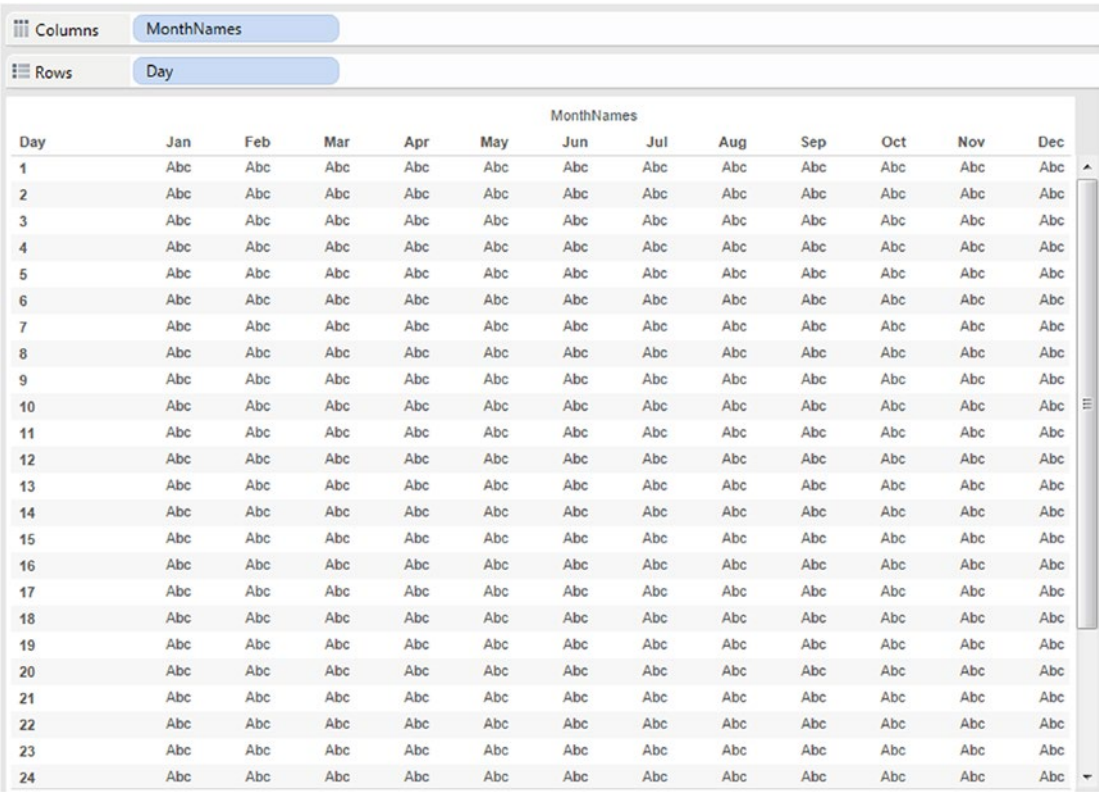 Columns MonthNames
Rows Day
MonthNames
Day Jan Feb Mar Apr May Jun Jul Aug Sep Oct Nov Dec
1 Abc Abc Abc Abc Abc Abc Abc Abc Abc Abc Abc Abc
2 Abc Abc Abc Abc Abc Abc Abc Abc Abc Abc Abc Abc
3 Abc Abc Abc Abc Abc Abc Abc Abc Abc Abc Abc Abc
4 Abc Abc Abc Abc Abc Abc Abc Abc Abc Abc Abc Abc
5 Abc Abc Abc Abc Abc Abc Abc Abc Abc Abc Abc Abc
6 Abc Abc Abc Abc Abc Abc Abc Abc Abc Abc Abc Abc
7 Abc Abc Abc Abc Abc Abc Abc Abc Abc Abc Abc Abc
8 Abc Abc Abc Abc Abc Abc Abc Abc Abc Abc Abc Abc
9 Abc Abc Abc Abc Abc Abc Abc Abc Abc Abc Abc Abc
10 Abc Abc Abc Abc Abc Abc Abc Abc Abc Abc Abc Abc
11 Abc Abc Abc Abc Abc Abc Abc Abc Abc Abc Abc Abc
12 Abc Abc Abc Abc Abc Abc Abc Abc Abc Abc Abc Abc
13 Abc Abc Abc Abc Abc Abc Abc Abc Abc Abc Abc Abc
14 Abc Abc Abc Abc Abc Abc Abc Abc Abc Abc Abc Abc
15 Abc Abc Abc Abc Abc Abc Abc Abc Abc Abc Abc Abc
16 Abc Abc Abc Abc Abc Abc Abc Abc Abc Abc Abc Abc
17 Abc Abc Abc Abc Abc Abc Abc Abc Abc Abc Abc Abc
18 Abc Abc Abc Abc Abc Abc Abc Abc Abc Abc Abc Abc
19 Abc Abc Abc Abc Abc Abc Abc Abc Abc Abc Abc Abc
20 Abc Abc Abc Abc Abc Abc Abc Abc Abc Abc Abc Abc
21 Abc Abc Abc Abc Abc Abc Abc Abc Abc Abc Abc Abc
22 Abc Abc Abc Abc Abc Abc Abc Abc Abc Abc Abc Abc
23 Abc Abc Abc Abc Abc Abc Abc Abc Abc Abc Abc Abc
24 Abc Abc Abc Abc Abc Abc Abc Abc Abc Abc Abc Abc